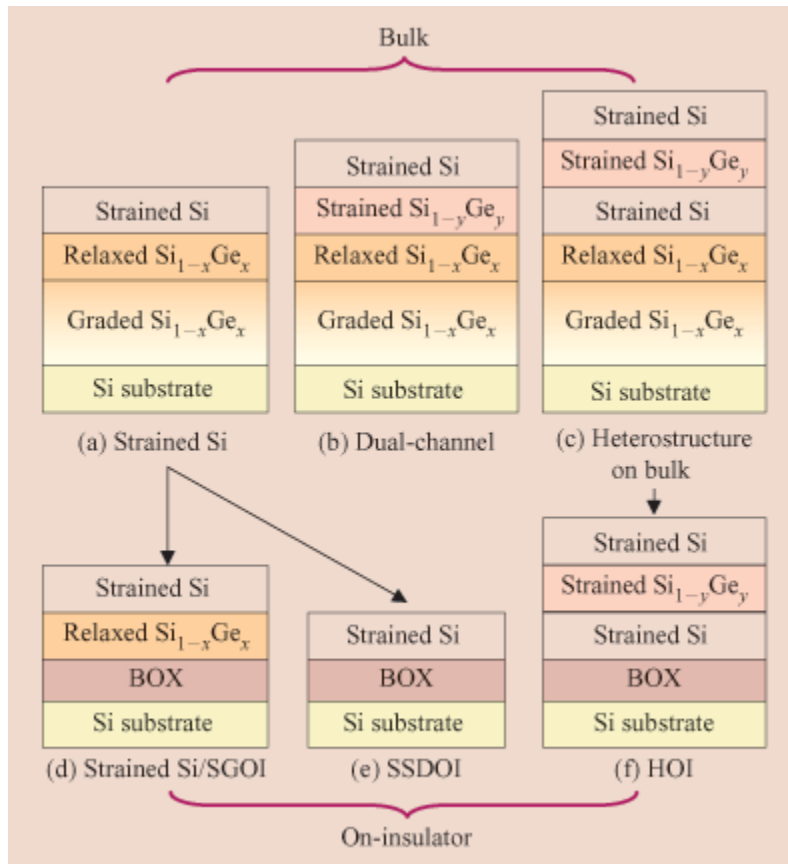 Bulk
Strained Si
Relaxed Si₁₋ₓGeₓ
Graded Si₁₋ₓGeₓ
Si substrate
(a) Strained Si
Strained Si
Strained Si₁₋yGey
Relaxed Si₁₋ₓGeₓ
Graded Si₁₋ₓGeₓ
Si substrate
(b) Dual-channel
Strained Si
Strained Si₁₋yGey
Strained Si
Relaxed Si₁₋ₓGeₓ
Graded Si₁₋ₓGeₓ
Si substrate
(c) Heterostructure
on bulk
Strained Si
Relaxed Si₁₋ₓGeₓ
BOX
Si substrate
(d) Strained Si/SGOI
Strained Si
BOX
Si substrate
(e) SSDOI
Strained Si
Strained Si₁₋yGey
Strained Si
BOX
Si substrate
(f) HOI
On-insulator